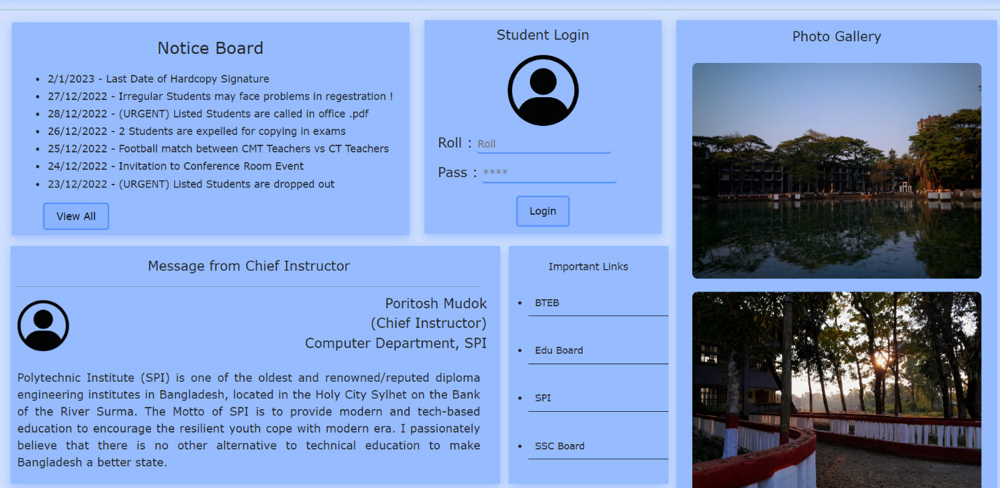 Notice Board
2/1/2023 - Last Date of Hardcopy Signature
27/12/2022 - Irregular Students may face problems in regestration !
28/12/2022 - (URGENT) Listed Students are called in office .pdf
26/12/2022 - 2 Students are expelled for copying in exams
25/12/2022 - Football match between CMT Teachers vs CT Teachers
24/12/2022 - Invitation to Conference Room Event
23/12/2022 - (URGENT) Listed Students are dropped out
View All
Student Login
Roll : Roll
Pass : ****
Login
Message from Chief Instructor
Poritosh Mudok
(Chief Instructor)
Computer Department, SPI
Polytechnic Institute (SPI) is one of the oldest and renowned/reputed diploma
engineering institutes in Bangladesh, located in the Holy City Sylhet on the Bank
of the River Surma. The Motto of SPI is to provide modern and tech-based
education to encourage the resilient youth cope with modern era. I passionately
believe that there is no other alternative to technical education to make
Bangladesh a better state.
Important Links
BTEB
Edu Board
SPI
SSC Board
Photo Gallery